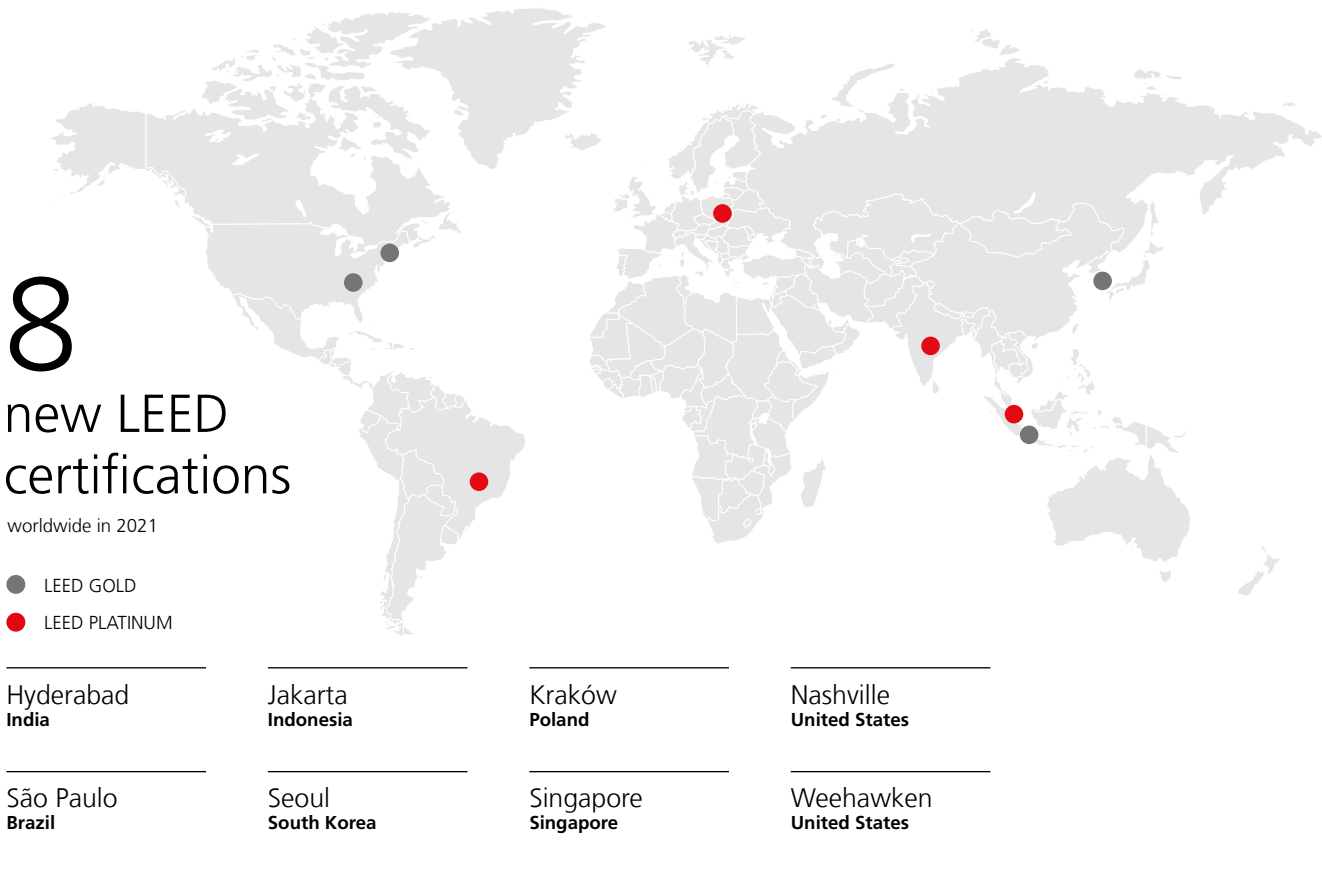 8
new LEED
certifications
worldwide in 2021
LEED GOLD
LEED PLATINUM
Hyderabad
India
Jakarta
Indonesia
Kraków
Poland
Nashville
United States
São Paulo
Brazil
Seoul
South Korea
Singapore
Singapore
Weehawken
United States